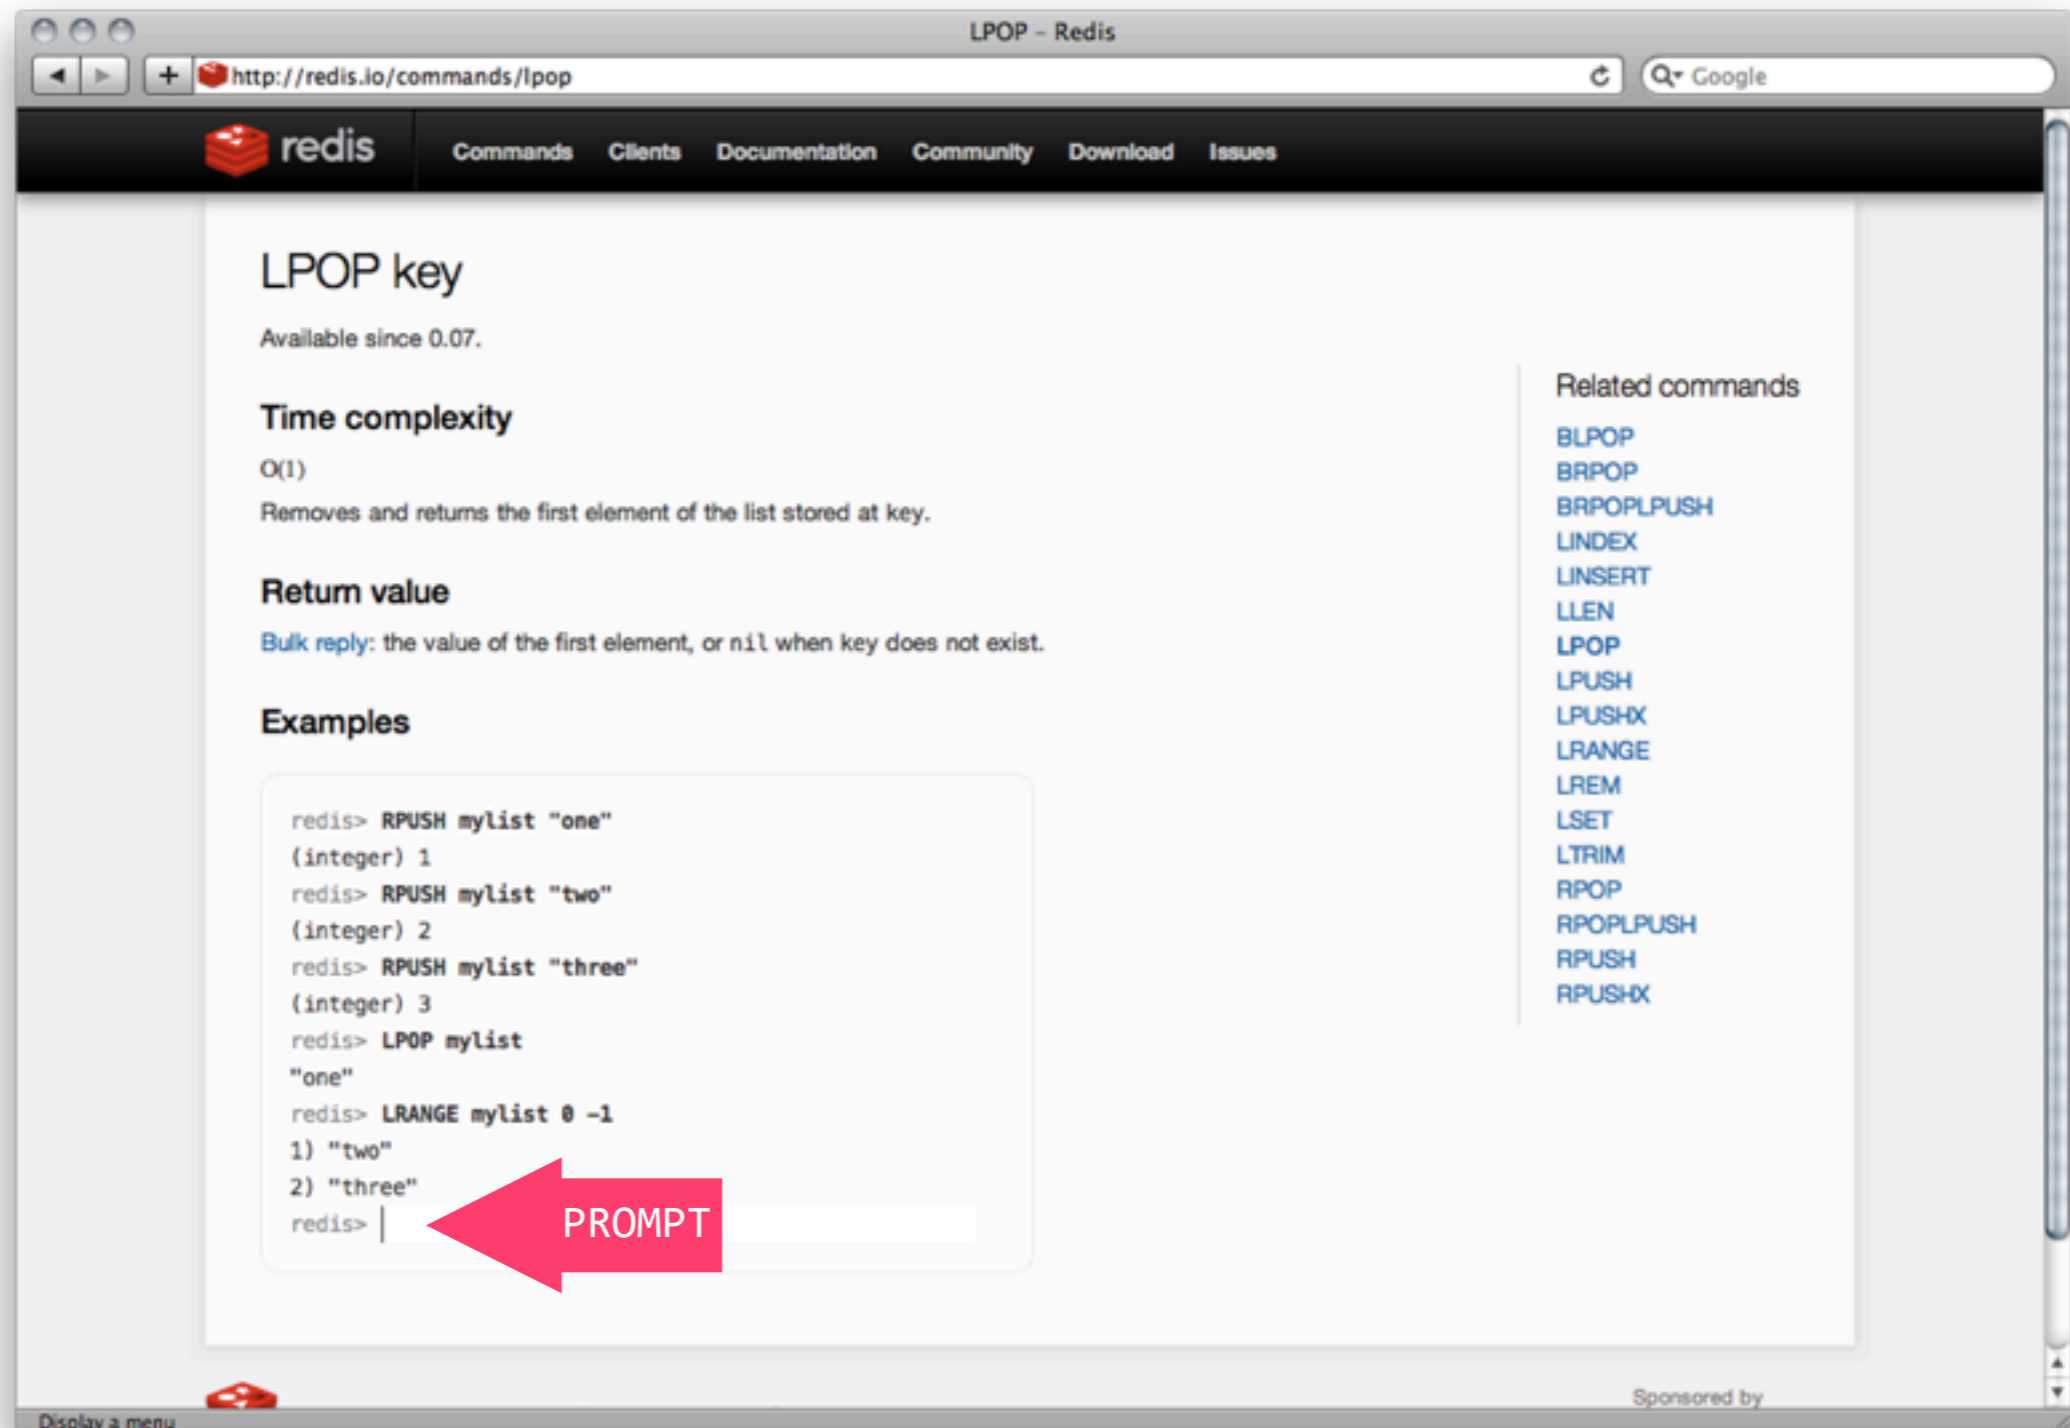 LPOP – Redis
http://redis.io/commands/lpop
Google
redis
Commands Clients Documentation Community Download Issues
LPOP key
Available since 0.07.
Time complexity
O(1)
Removes and returns the first element of the list stored at key.
Return value
Bulk reply: the value of the first element, or nil when key does not exist.
Examples
redis> RPUSH mylist "one"
(integer) 1
redis> RPUSH mylist "two"
(integer) 2
redis> RPUSH mylist "three"
(integer) 3
redis> LPOP mylist
"one"
redis> LRANGE mylist 0 -1
1) "two"
2) "three"
redis>
PROMPT
Related commands
BLPOP
BRPOP
BRPOPLPUSH
LINDEX
LINSERT
LLEN
LPOP
LPUSH
LPUSHX
LRANGE
LREM
LSET
LTRIM
RPOP
RPOPLPUSH
RPUSH
RPUSHX
Sponsored by
Display a menu